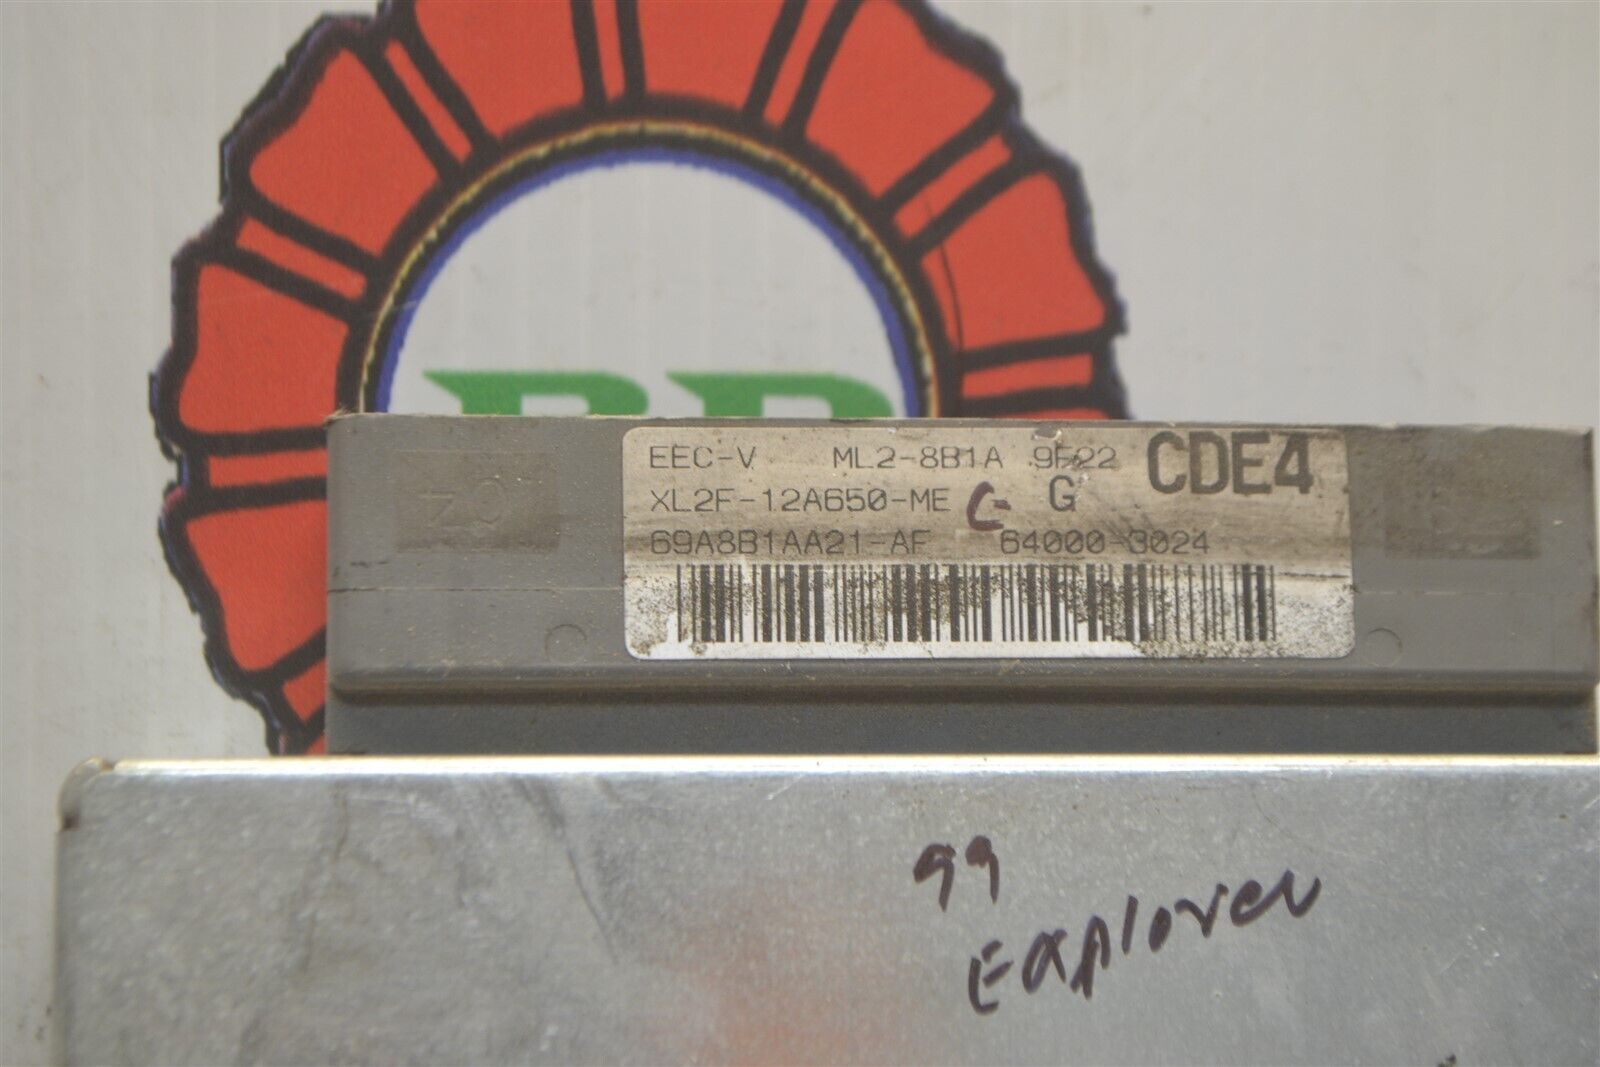 EEC-V ML2-8B1A 9F22 CDE4
XL2F-12A650-ME G
69A8B1AA21-AF 64000-3024
99
Explorer